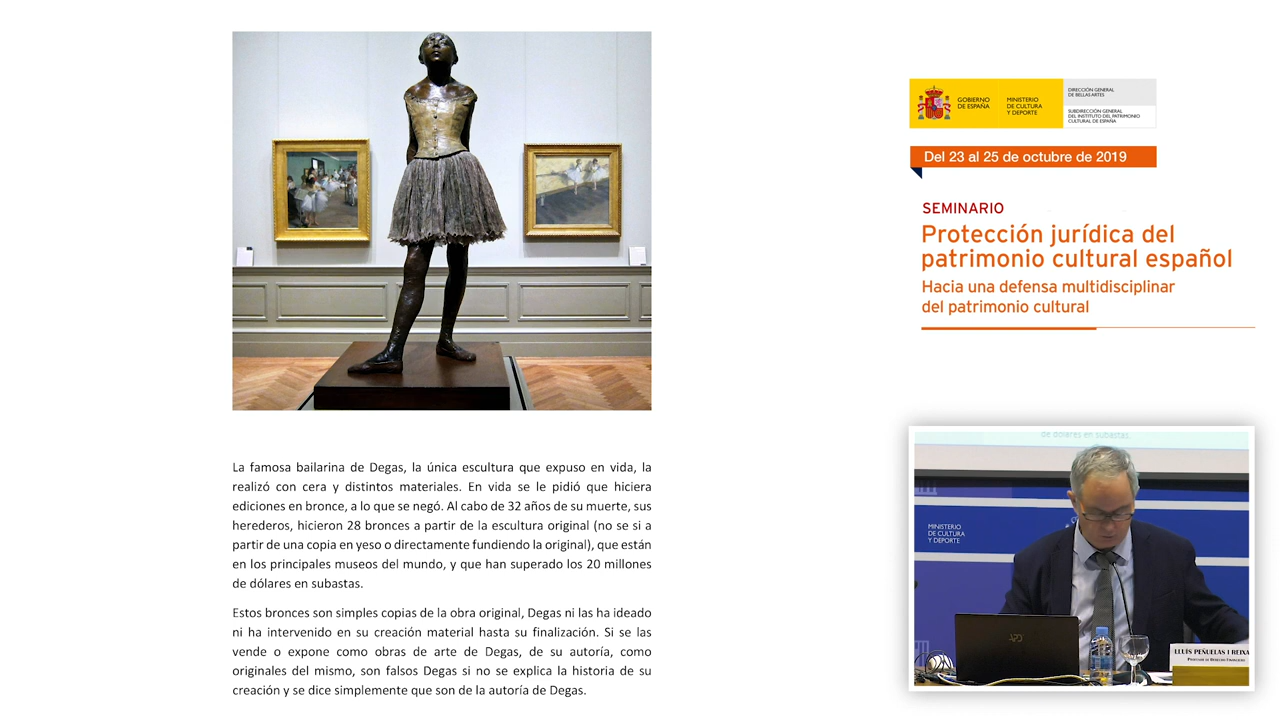 La famosa bailarina de Degas, la única escultura que expuso en vida, la
realizó con cera y distintos materiales. En vida se le pidió que hiciera
ediciones en bronce, a lo que se negó. Al cabo de 32 años de su muerte, sus
herederos, hicieron 28 bronces a partir de la escultura original (no se si a
partir de una copia en yeso o directamente fundiendo la original), que están
en los principales museos del mundo, y que han superado los 20 millones
de dólares en subastas.
Estos bronces son simples copias de la obra original, Degas ni las ha ideado
ni ha intervenido en su creación material hasta su finalización. Si se las
vende o expone como obras de arte de Degas, de su autoría, como
originales del mismo, son falsos Degas si no se explica la historia de su
creación y se dice simplemente que son de la autoría de Degas.
GOBIERNO
DE ESPAÑA
MINISTERIO
DE CULTURA
Y DEPORTE
DIRECCIÓN GENERAL
DE BELLAS ARTES
SUBDIRECCIÓN GENERAL
DEL INSTITUTO DEL PATRIMONIO
CULTURAL DE ESPAÑA
Del 23 al 25 de octubre de 2019
SEMINARIO
Protección jurídica del
patrimonio cultural español
Hacia una defensa multidisciplinar
del patrimonio cultural
de dólares en subastas.
MINISTERIO
DE CULTURA
Y DEPORTE
LLUÍS PEÑUELAS I REIXA
PROFESOR DE DERECHO FINANCIERO